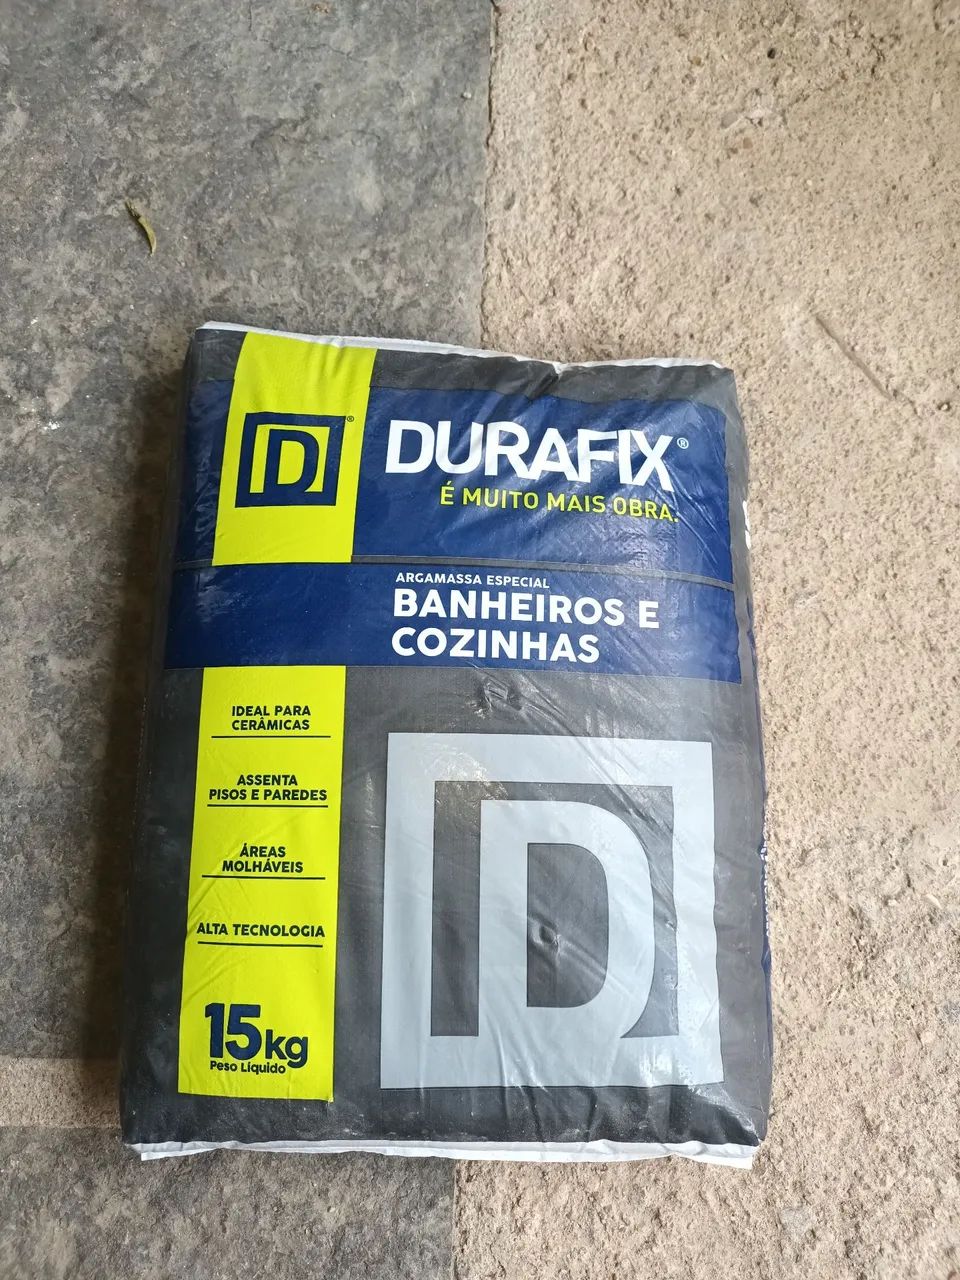 D®
DURAFIX®
É MUITO MAIS OBRA.
ARGAMASSA ESPECIAL
BANHEIROS E
COZINHAS
IDEAL PARA
CERÂMICAS
ASSENTA
PISOS E PAREDES
ÁREAS
MOLHÁVEIS
ALTA TECNOLOGIA
15kg
Peso Líquido
D